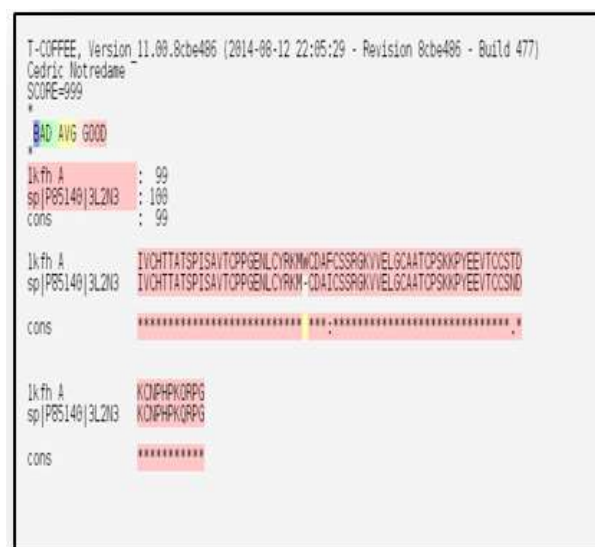 T-COFFEE, Version_11.00.8cbe486 (2014-08-12 22:05:29 - Revision 8cbe486 - Build 477)
Cedric Notredame
SCORE=999
*
BAD AVG GOOD
*
1kfh A : 99
sp|P85140|3L2N3 : 100
cons : 99
1kfh A IVCHTTATSPISAVTCPPGENLCYRKMWCDAFCSSRGKVVELGCAATCPSKKPYEEVTCCSTD
sp|P85140|3L2N3 IVCHTTATSPISAVTCPPGENLCYRKM-CDAICSSRGKVVELGCAATCPSKKPYEEVTCCSND
cons *************************** ***:*****************************.*
1kfh A KCNPHPKQRPG
sp|P85140|3L2N3 KCNPHPKQRPG
cons ***********